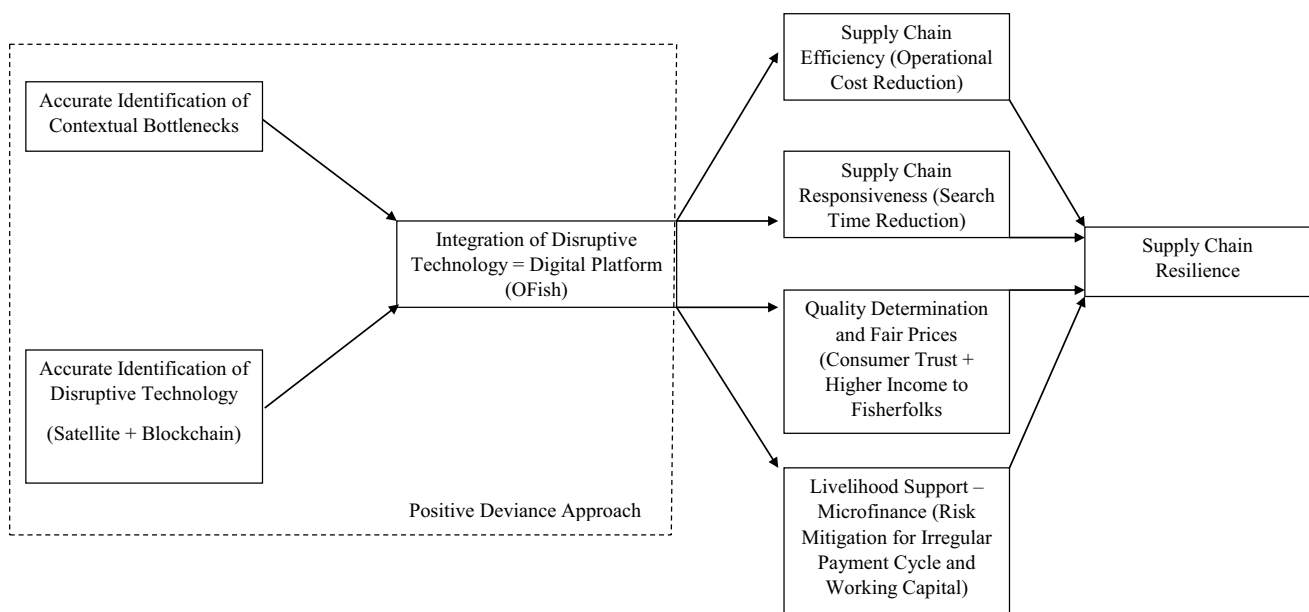 Accurate Identification of
Contextual Bottlenecks
Accurate Identification of
Disruptive Technology
(Satellite + Blockchain)
Integration of Disruptive
Technology = Digital Platform
(OFish)
Positive Deviance Approach
Supply Chain
Efficiency (Operational
Cost Reduction)
Supply Chain
Responsiveness (Search
Time Reduction)
Quality Determination
and Fair Prices
(Consumer Trust +
Higher Income to
Fisherfolks
Livelihood Support –
Microfinance (Risk
Mitigation for Irregular
Payment Cycle and
Working Capital)
Supply Chain
Resilience